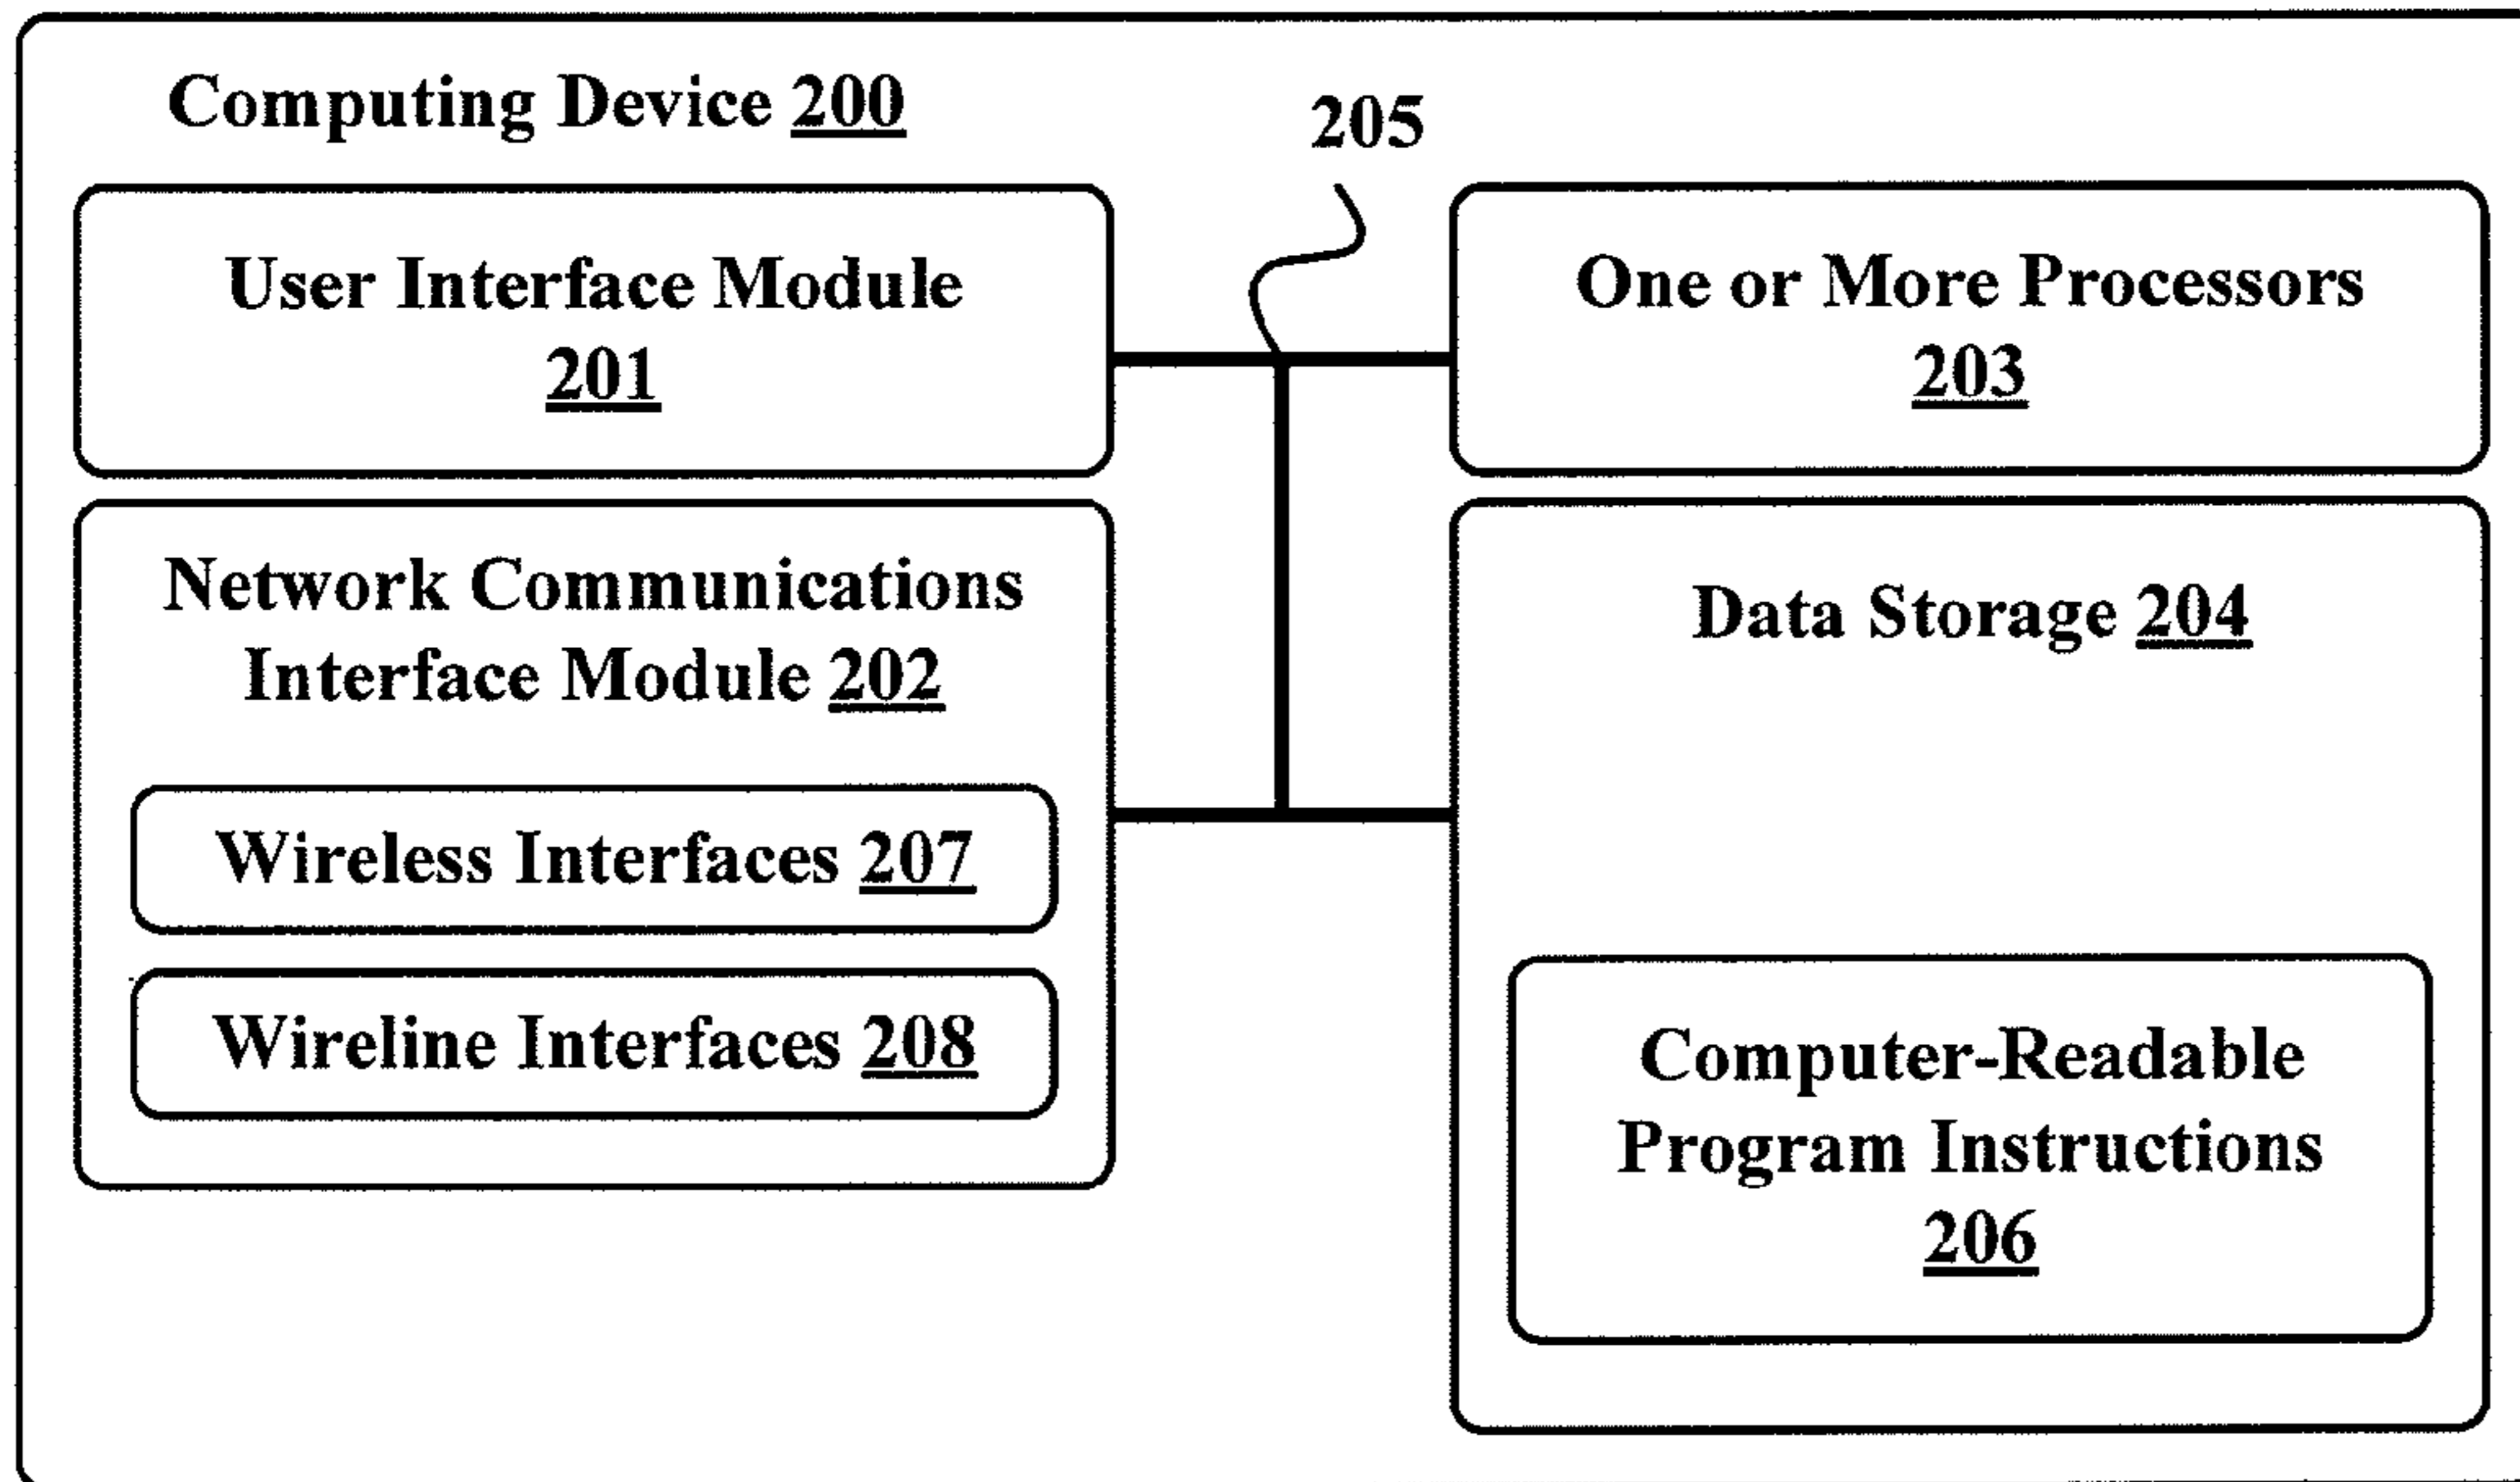 Computing Device 200
205
User Interface Module
201
One or More Processors
203
Network Communications
Interface Module 202
Wireless Interfaces 207
Wireline Interfaces 208
Data Storage 204
Computer-Readable
Program Instructions
206